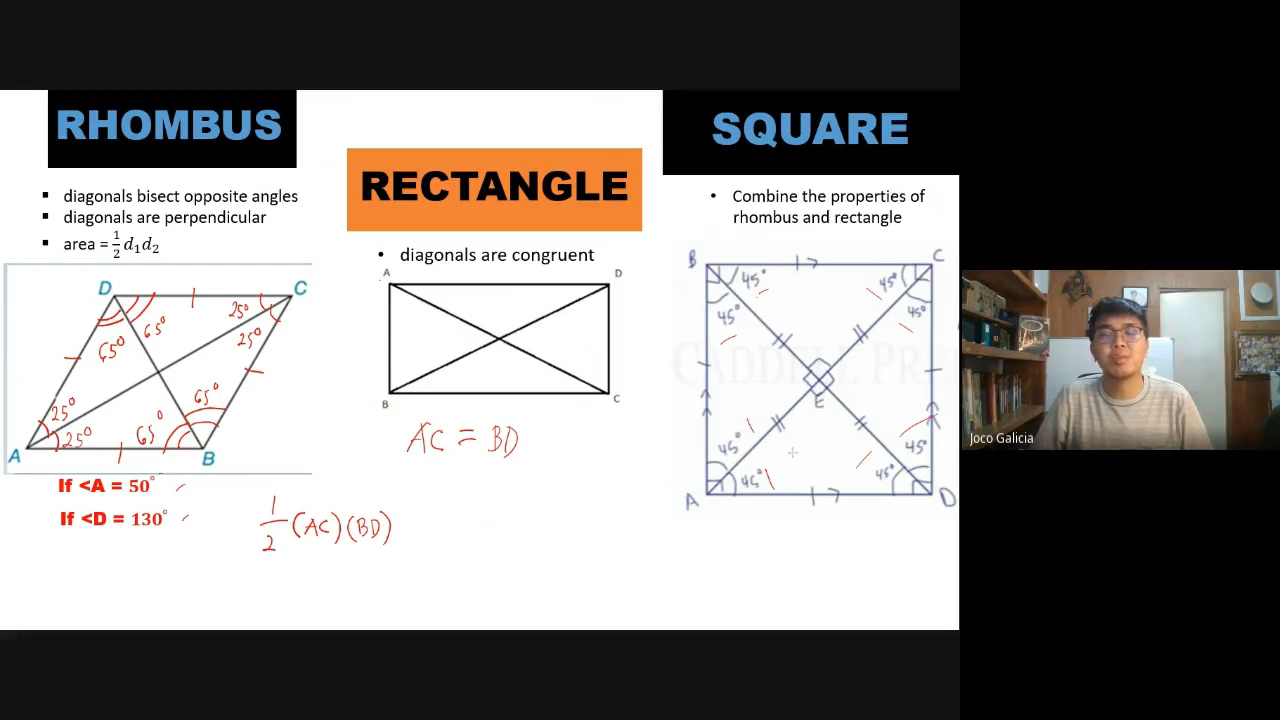 RHOMBUS
▪ diagonals bisect opposite angles
▪ diagonals are perpendicular
▪ area = 1/2 d₁d₂
D
C
65°
65°
25°
25°
25°
25°
65°
65°
A
B
If <A = 50°
If <D = 130°
1/2 (AC)(BD)
RECTANGLE
• diagonals are congruent
A
D
B
C
AC = BD
SQUARE
• Combine the properties of
rhombus and rectangle
B
C
45°
45°
45°
45°
CADDELL PRE
E
45°
45°
45°
45°
A
D
Joco Galicia